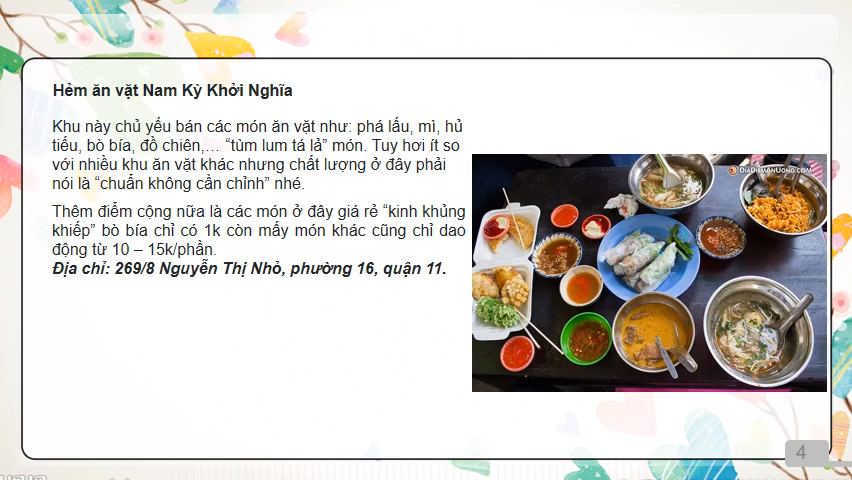 Hẻm ăn vặt Nam Kỳ Khởi Nghĩa
Khu này chủ yếu bán các món ăn vặt như: phá lấu, mì, hủ
tiếu, bò bía, đồ chiên,… “tùm lum tá lả” món. Tuy hơi ít so
với nhiều khu ăn vặt khác nhưng chất lượng ở đây phải
nói là “chuẩn không cần chỉnh” nhé.
Thêm điểm cộng nữa là các món ở đây giá rẻ “kinh khủng
khiếp” bò bía chỉ có 1k còn mấy món khác cũng chỉ dao
động từ 10 – 15k/phần.
Địa chỉ: 269/8 Nguyễn Thị Nhỏ, phường 16, quận 11.
DIADIEMANUONG.COM
4